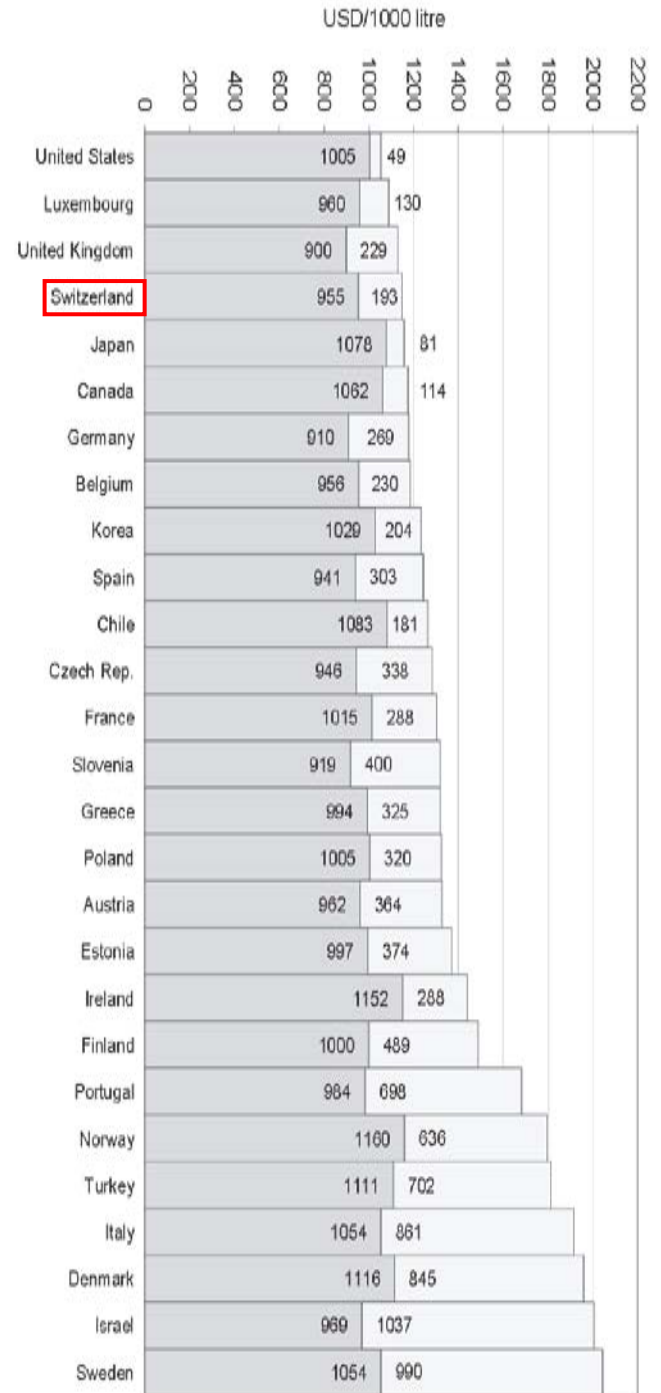 USD/1000 litre
0 200 400 600 800 1000 1200 1400 1600 1800 2000 2200
United States 1005 49
Luxembourg 960 130
United Kingdom 900 229
Switzerland 955 193
Japan 1078 81
Canada 1062 114
Germany 910 269
Belgium 956 230
Korea 1029 204
Spain 941 303
Chile 1083 181
Czech Rep. 946 338
France 1015 288
Slovenia 919 400
Greece 994 325
Poland 1005 320
Austria 962 364
Estonia 997 374
Ireland 1152 288
Finland 1000 489
Portugal 984 698
Norway 1160 636
Turkey 1111 702
Italy 1054 861
Denmark 1116 845
Israel 969 1037
Sweden 1054 990